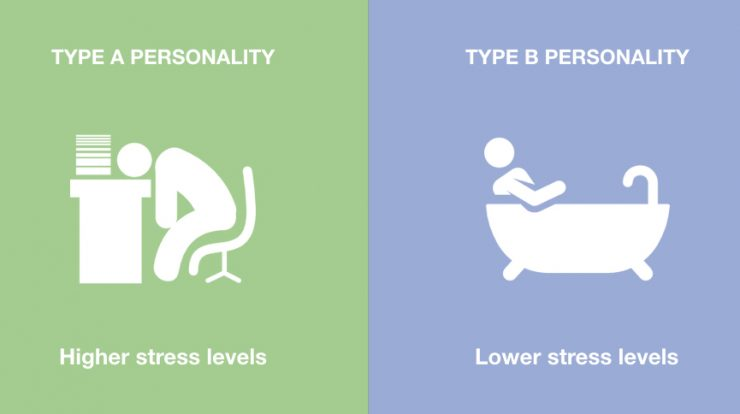 TYPE A PERSONALITY
TYPE B PERSONALITY
Higher stress levels
Lower stress levels